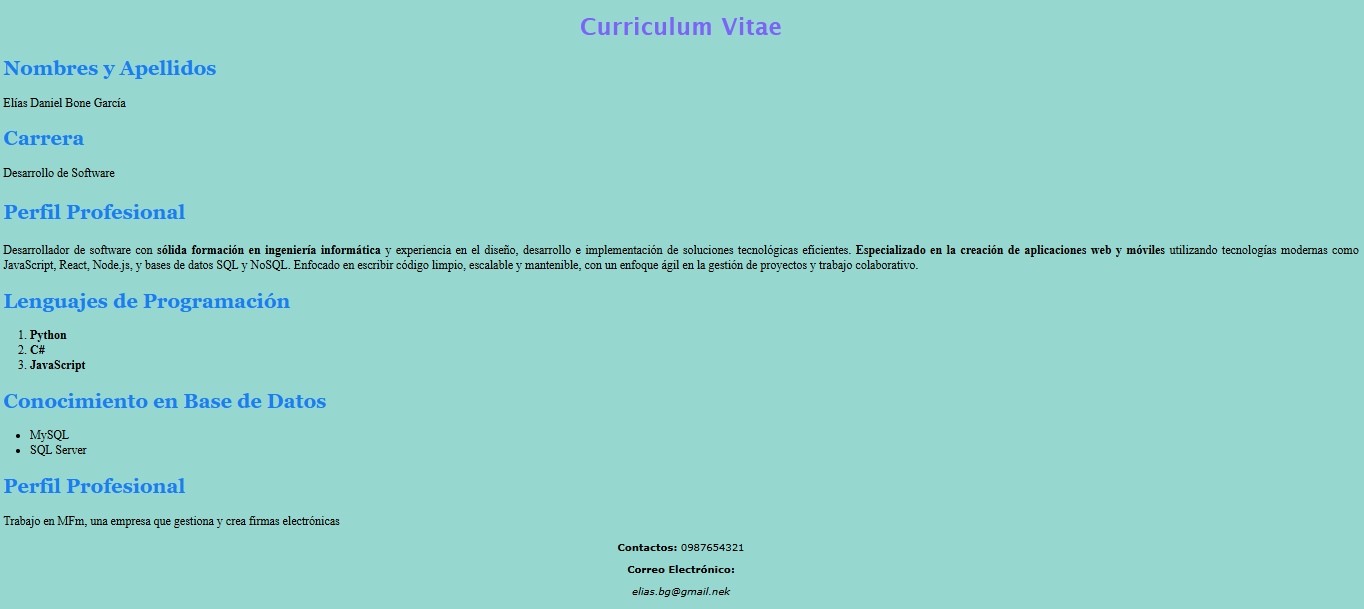 Curriculum Vitae
Nombres y Apellidos
Elías Daniel Bone García
Carrera
Desarrollo de Software
Perfil Profesional
Desarrollador de software con sólida formación en ingeniería informática y experiencia en el diseño, desarrollo e implementación de soluciones tecnológicas eficientes. Especializado en la creación de aplicaciones web y móviles utilizando tecnologías modernas como
JavaScript, React, Node.js, y bases de datos SQL y NoSQL. Enfocado en escribir código limpio, escalable y mantenible, con un enfoque ágil en la gestión de proyectos y trabajo colaborativo.
Lenguajes de Programación
1. Python
2. C#
3. JavaScript
Conocimiento en Base de Datos
• MySQL
• SQL Server
Perfil Profesional
Trabajo en MFm, una empresa que gestiona y crea firmas electrónicas
Contactos: 0987654321
Correo Electrónico:
elias.bg@gmail.nek